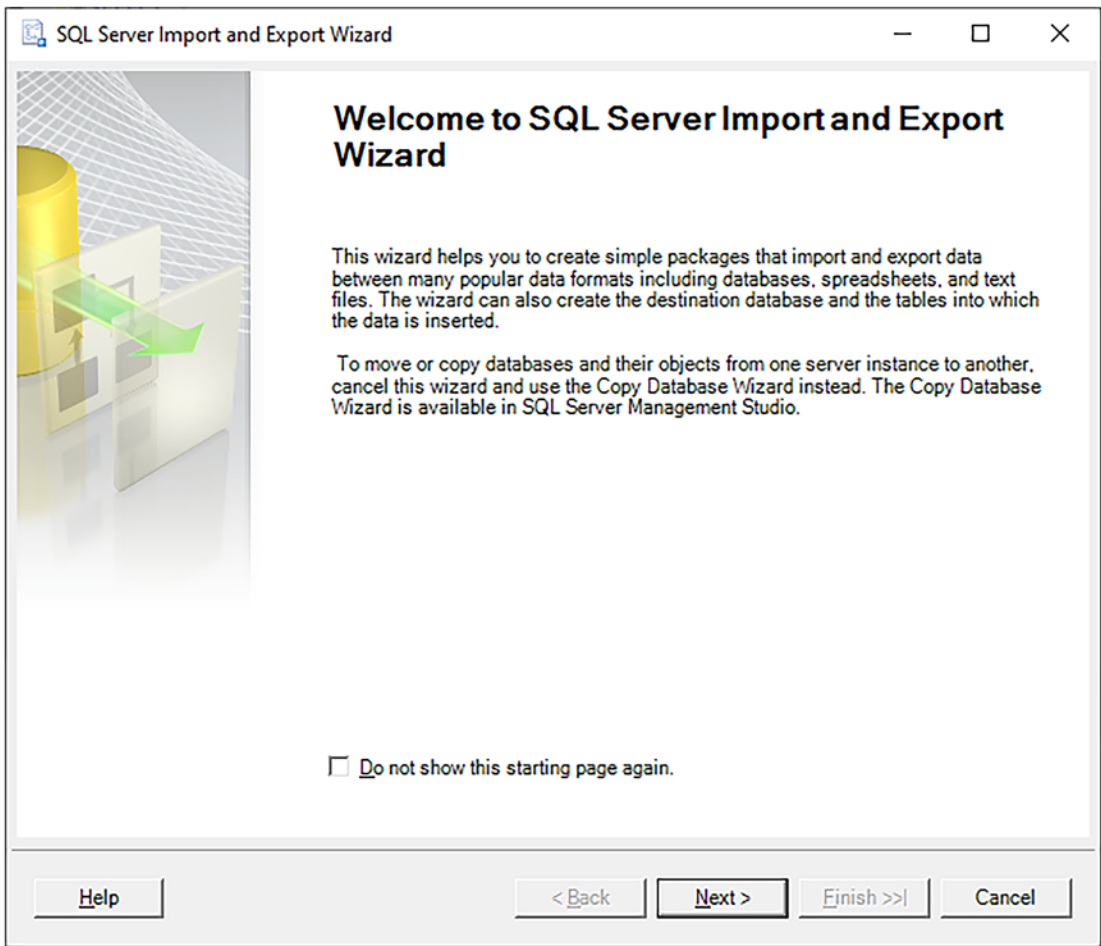 SQL Server Import and Export Wizard
Welcome to SQL Server Import and Export
Wizard
This wizard helps you to create simple packages that import and export data
between many popular data formats including databases, spreadsheets, and text
files. The wizard can also create the destination database and the tables into which
the data is inserted.
To move or copy databases and their objects from one server instance to another,
cancel this wizard and use the Copy Database Wizard instead. The Copy Database
Wizard is available in SQL Server Management Studio.
Do not show this starting page again.
Help
< Back
Next >
Finish >>|
Cancel